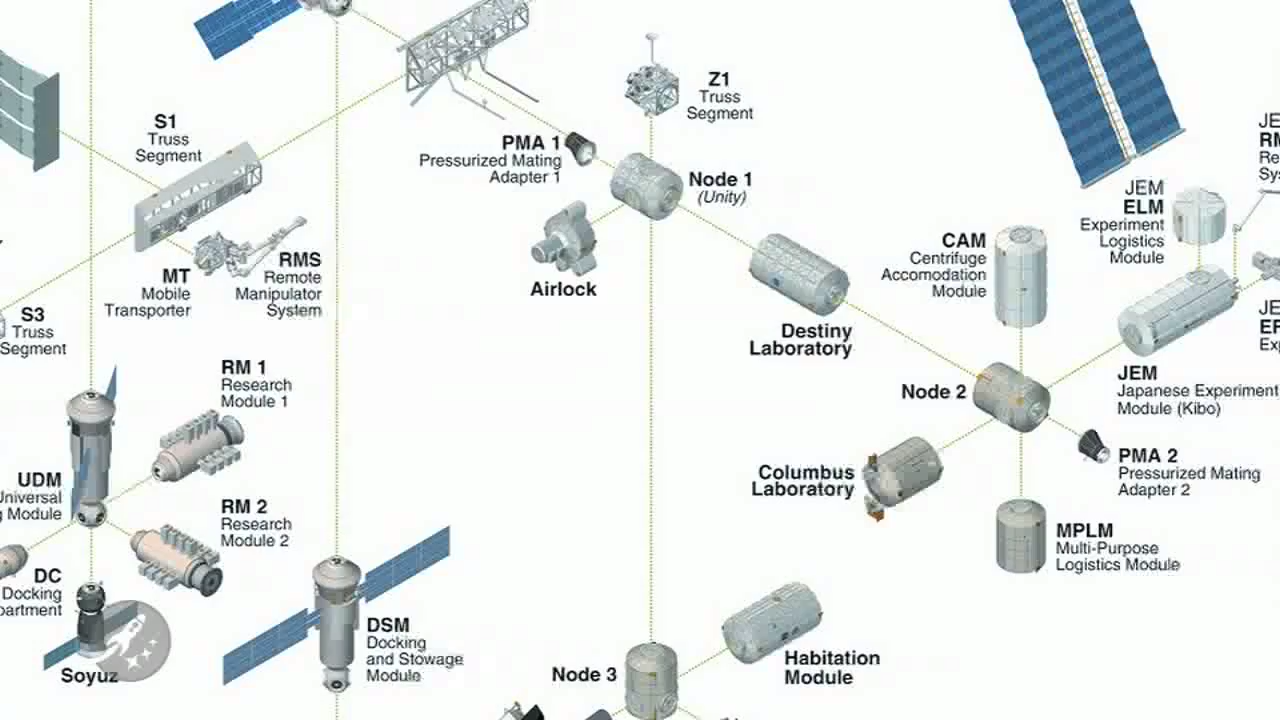 Z1
Truss
Segment
S1
Truss
Segment
PMA 1
Pressurized Mating
Adapter 1
Node 1
(Unity)
JEM
ELM
Experiment
Logistics
Module
CAM
Centrifuge
Accomodation
Module
MT
Mobile
Transporter
RMS
Remote
Manipulator
System
Airlock
S3
Truss
Segment
Destiny
Laboratory
RM 1
Research
Module 1
Node 2
JEM
Japanese Experiment
Module (Kibo)
PMA 2
Pressurized Mating
Adapter 2
Columbus
Laboratory
UDM
Module
RM 2
Research
Module 2
MPLM
Multi-Purpose
Logistics Module
DC
Docking
DSM
Docking
and Stowage
Module
Soyuz
Node 3
Habitation
Module